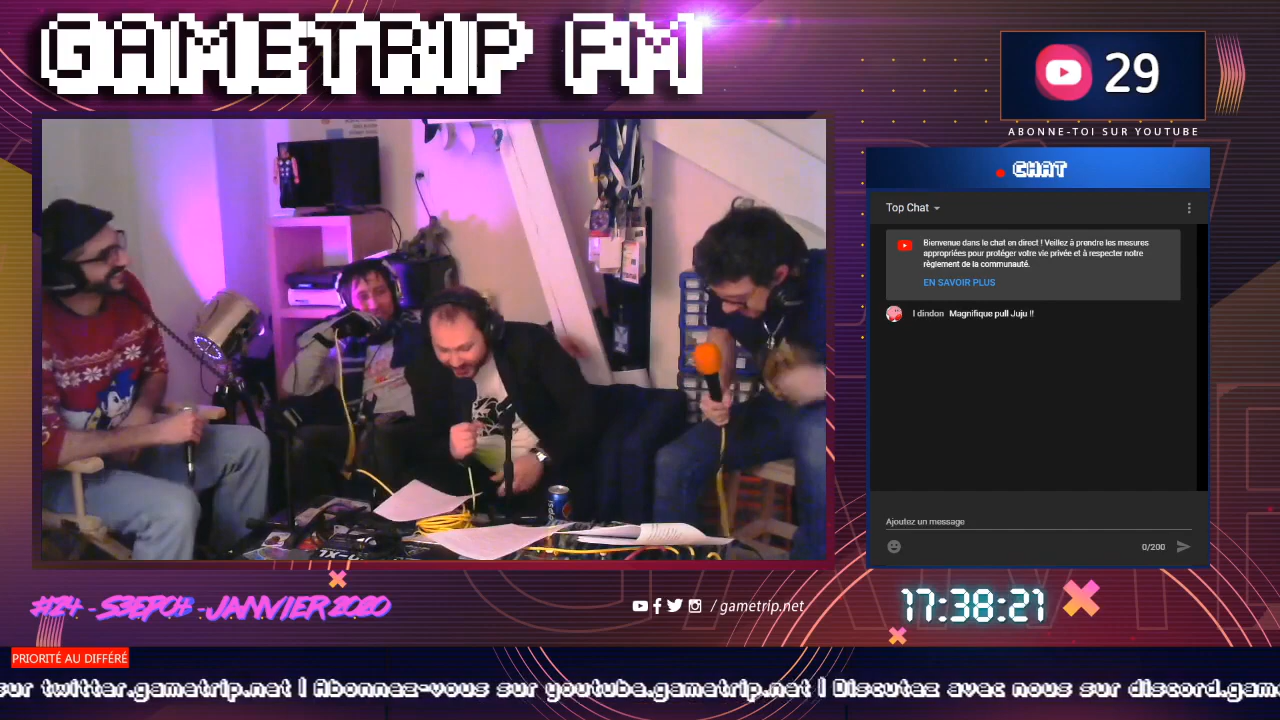 GAMETRIP FM
29
ABONNE-TOI SUR YOUTUBE
CHAT
Top Chat
Bienvenue dans le chat en direct ! Veillez à prendre les mesures
appropriées pour protéger votre vie privée et à respecter notre
règlement de la communauté.
EN SAVOIR PLUS
l dindon Magnifique pull Juju !!
Ajoutez un message
0/200
pepsi
#24 - S3EP04 - JANVIER 2020
/ gametrip.net
17:38:21
PRIORITÉ AU DIFFÉRÉ
sur twitter.gametrip.net | Abonnez-vous sur youtube.gametrip.net | Discutez avec nous sur discord.game